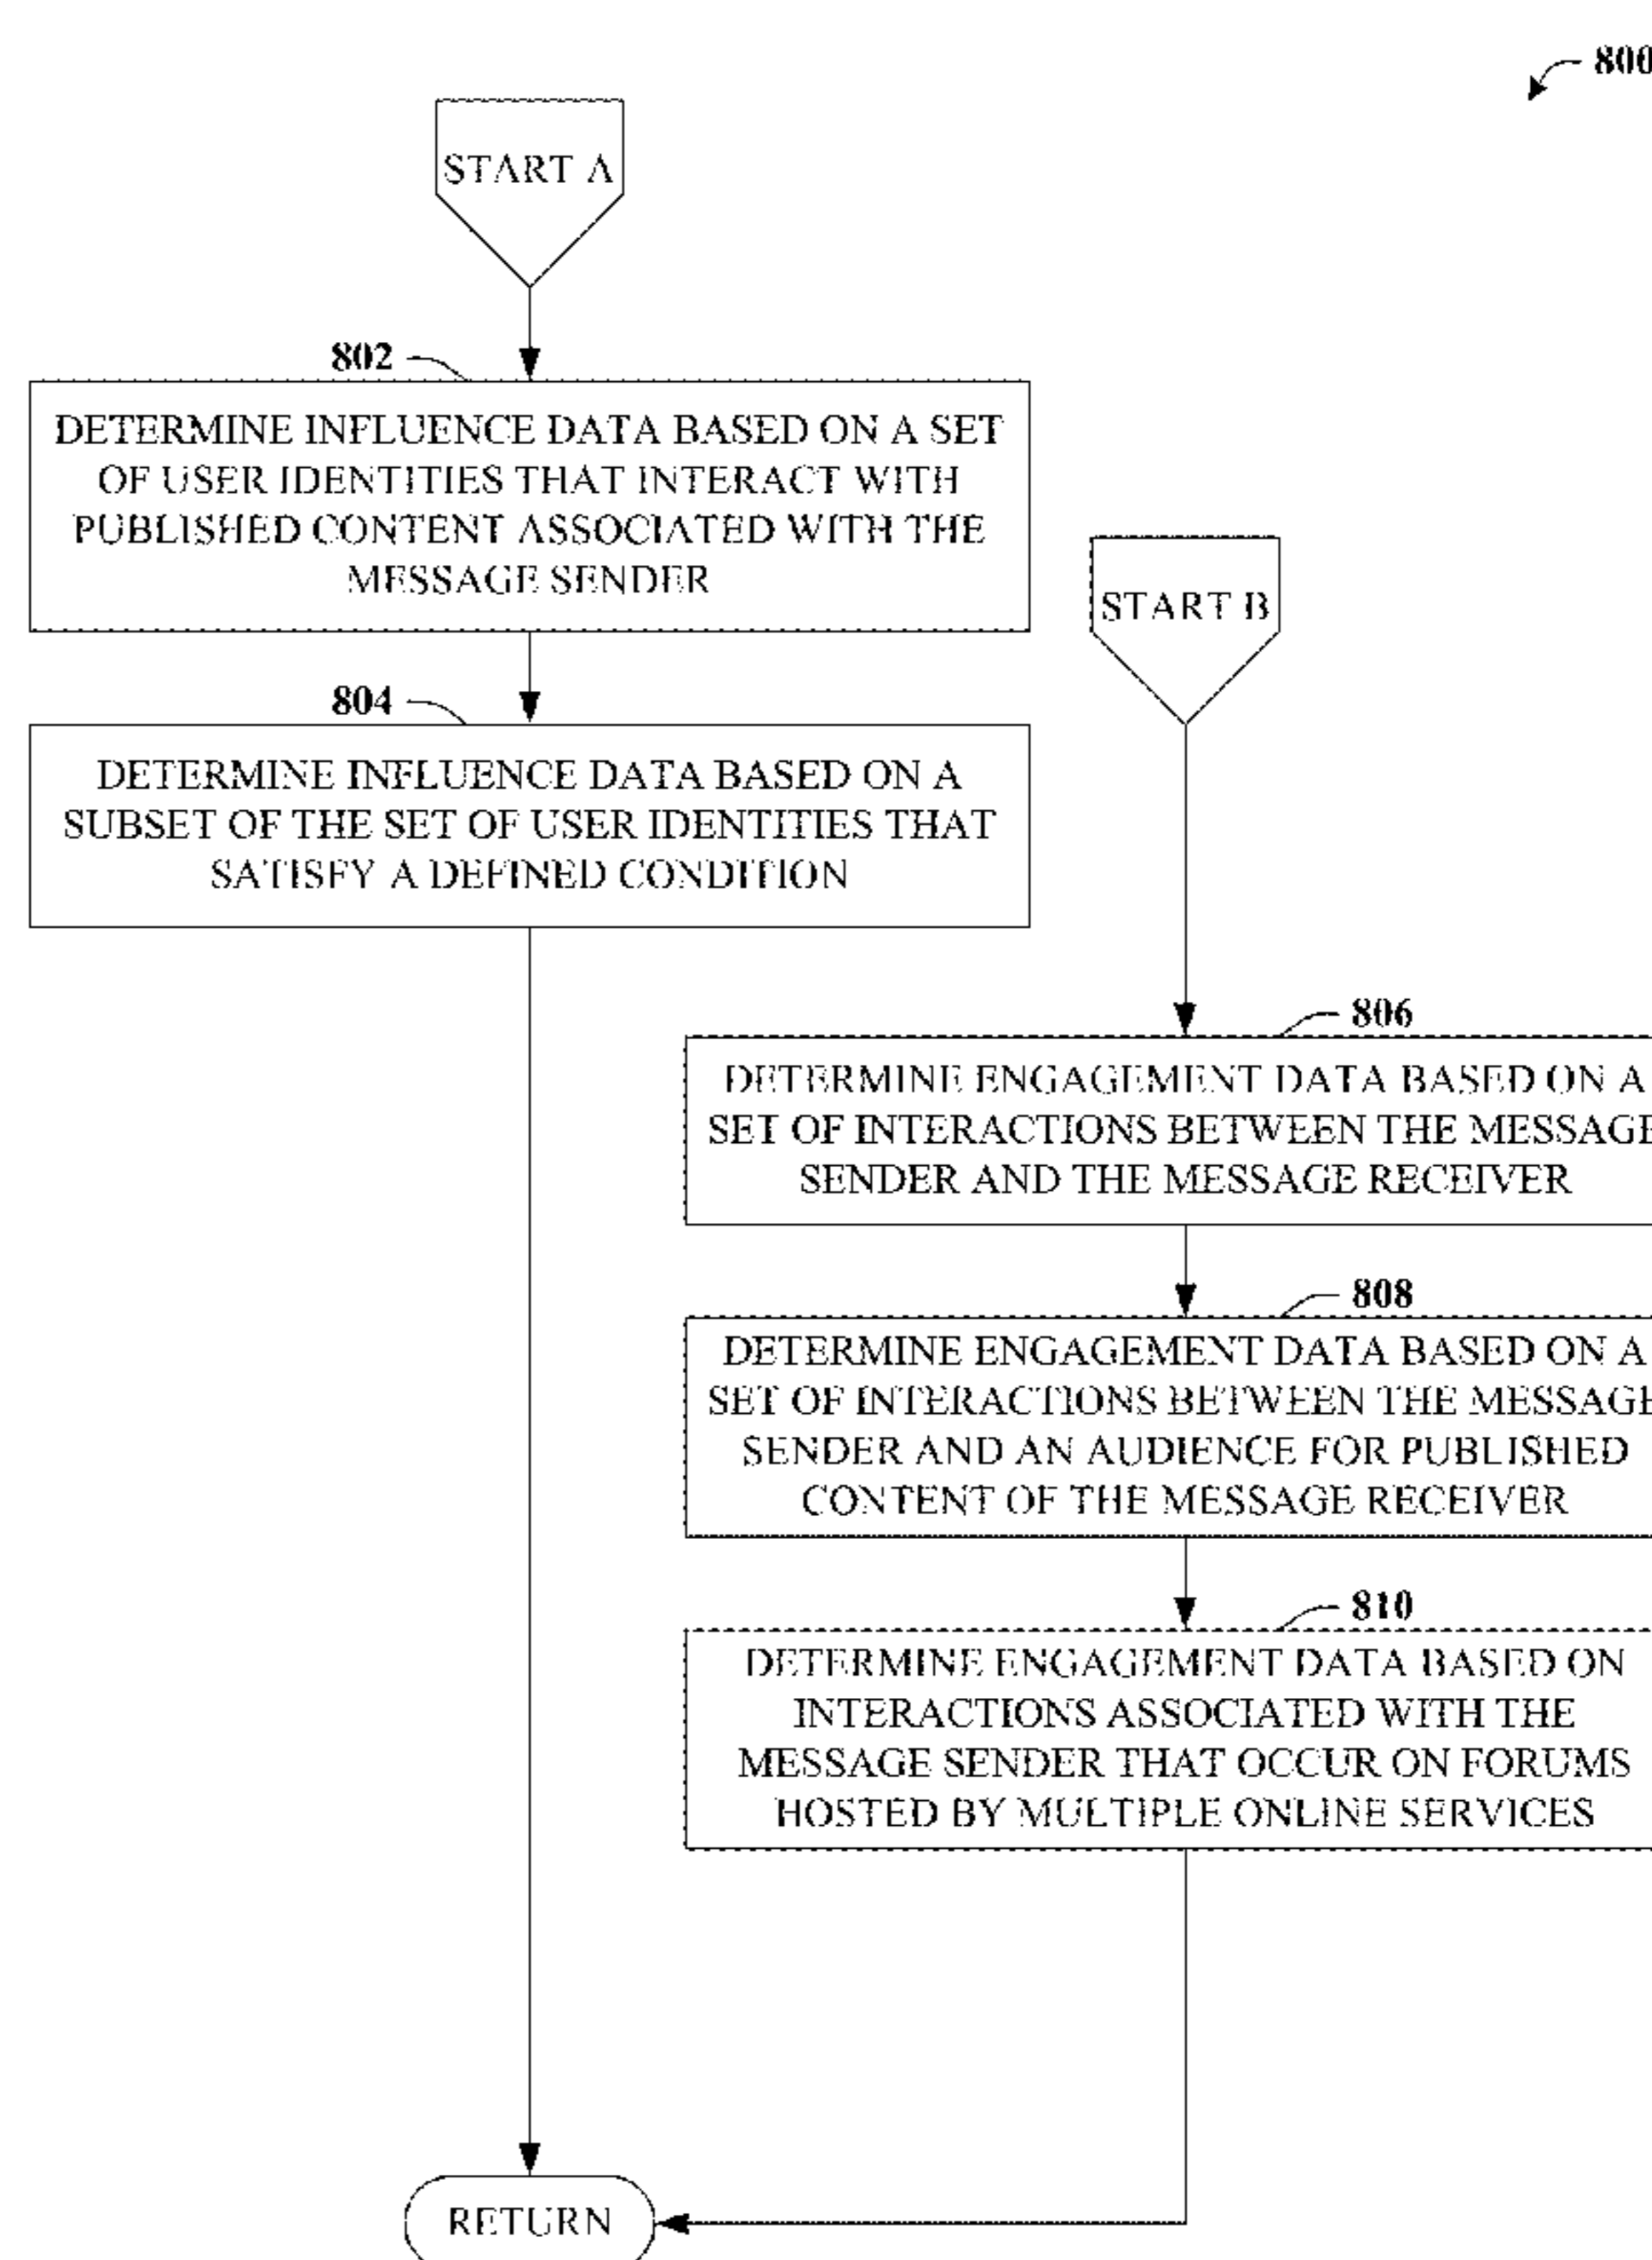 800
START A
802
DETERMINE INFLUENCE DATA BASED ON A SET
OF USER IDENTITIES THAT INTERACT WITH
PUBLISHED CONTENT ASSOCIATED WITH THE
MESSAGE SENDER
START B
804
DETERMINE INFLUENCE DATA BASED ON A
SUBSET OF THE SET OF USER IDENTITIES THAT
SATISFY A DEFINED CONDITION
806
DETERMINE ENGAGEMENT DATA BASED ON A
SET OF INTERACTIONS BETWEEN THE MESSAGE
SENDER AND THE MESSAGE RECEIVER
808
DETERMINE ENGAGEMENT DATA BASED ON A
SET OF INTERACTIONS BETWEEN THE MESSAGE
SENDER AND AN AUDIENCE FOR PUBLISHED
CONTENT OF THE MESSAGE RECEIVER
810
DETERMINE ENGAGEMENT DATA BASED ON
INTERACTIONS ASSOCIATED WITH THE
MESSAGE SENDER THAT OCCUR ON FORUMS
HOSTED BY MULTIPLE ONLINE SERVICES
RETURN